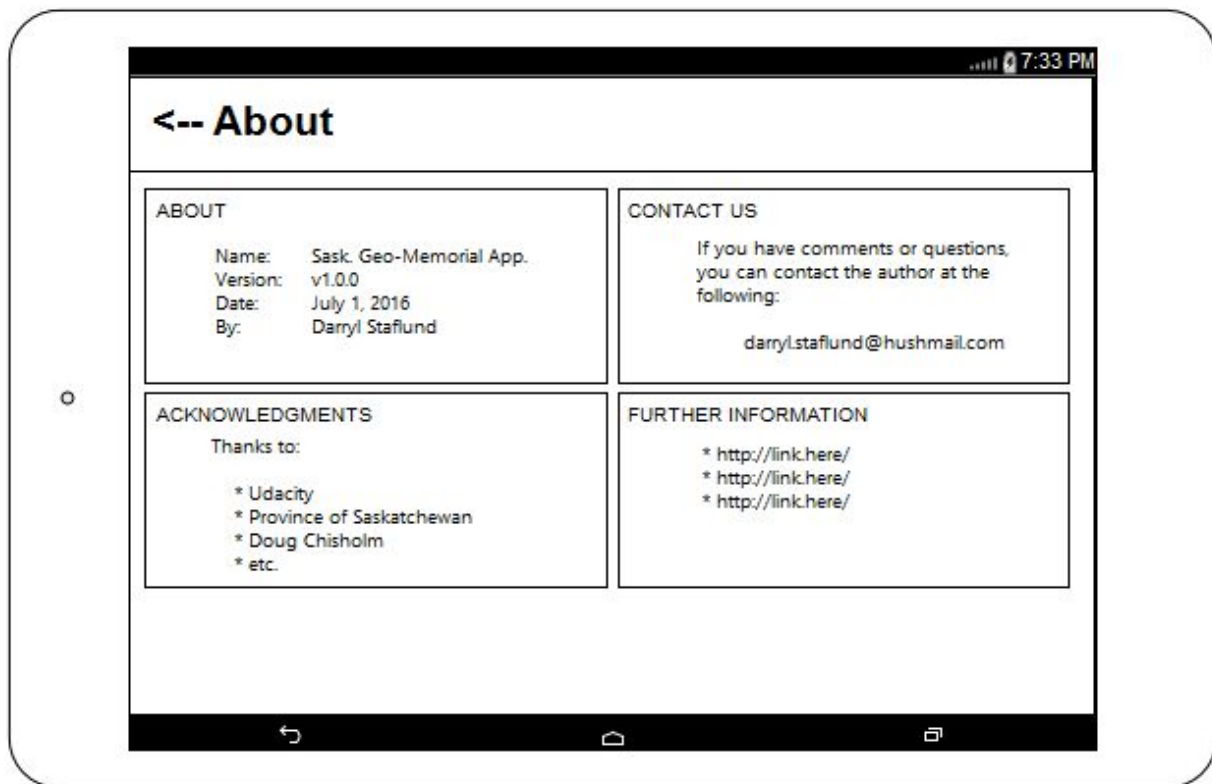 7:33 PM
<-- About
ABOUT
Name: Sask. Geo-Memorial App.
Version: v1.0.0
Date: July 1, 2016
By: Darryl Staflund
CONTACT US
If you have comments or questions,
you can contact the author at the
following:
darryl.staflund@hushmail.com
ACKNOWLEDGMENTS
Thanks to:
* Udacity
* Province of Saskatchewan
* Doug Chisholm
* etc.
FURTHER INFORMATION
* http://link.here/
* http://link.here/
* http://link.here/